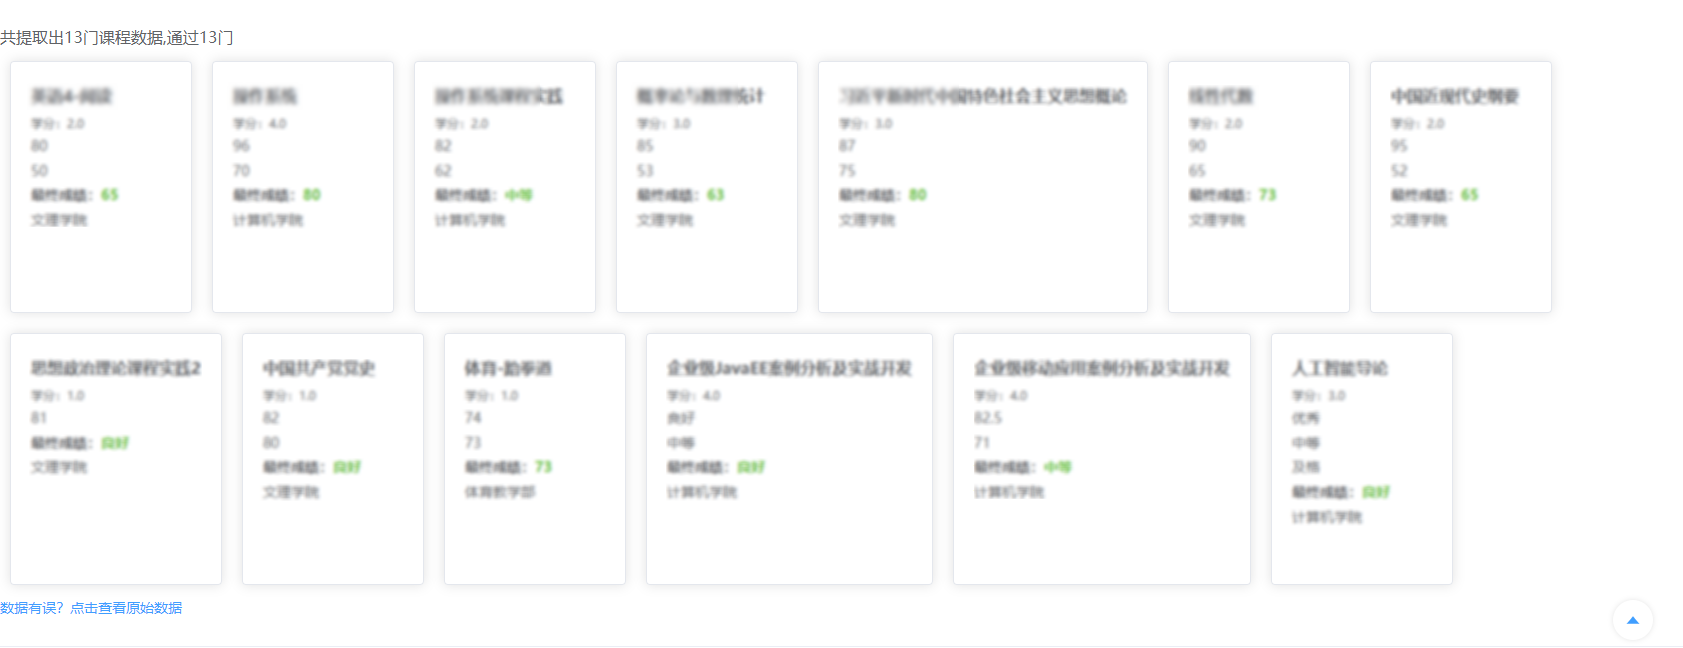 共提取出13门课程数据,通过13门
英语4-阅读
学分：2.0
80
50
最终成绩：65
文理学院
操作系统
学分：4.0
96
70
最终成绩：80
计算机学院
操作系统课程实践
学分：2.0
82
62
最终成绩：中等
计算机学院
概率论与数理统计
学分：3.0
85
53
最终成绩：63
文理学院
习近平新时代中国特色社会主义思想概论
学分：3.0
87
75
最终成绩：80
文理学院
线性代数
学分：2.0
90
65
最终成绩：73
文理学院
中国近现代史纲要
学分：2.0
95
52
最终成绩：65
文理学院
思想政治理论课程实践2
学分：1.0
81
最终成绩：良好
文理学院
中国共产党党史
学分：1.0
82
80
最终成绩：良好
文理学院
体育-跆拳道
学分：1.0
74
73
最终成绩：73
体育教学部
企业级JavaEE案例分析及实战开发
学分：4.0
良好
中等
最终成绩：良好
计算机学院
企业级移动应用案例分析及实战开发
学分：4.0
82.5
71
最终成绩：中等
计算机学院
人工智能导论
学分：3.0
优秀
中等
及格
最终成绩：良好
计算机学院
数据有误？点击查看原始数据